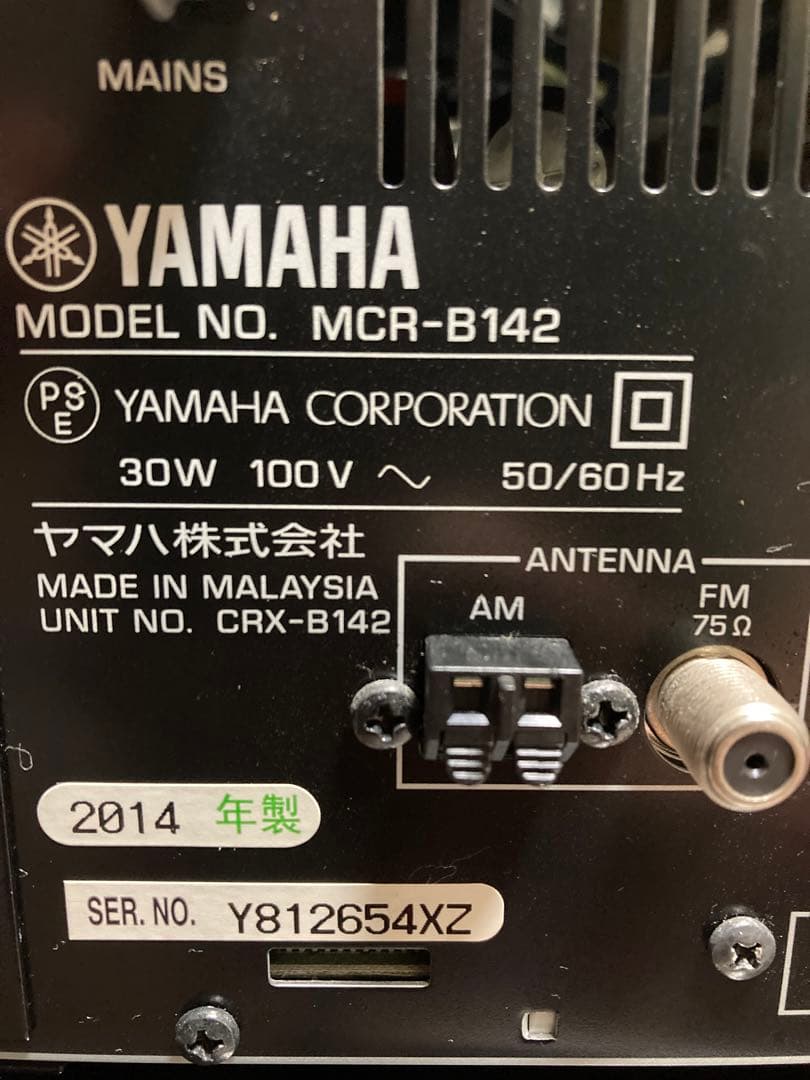 MAINS
YAMAHA
MODEL NO. MCR-B142
PSE YAMAHA CORPORATION
30W 100V ~ 50/60Hz
ヤマハ株式会社
MADE IN MALAYSIA
UNIT NO. CRX-B142
ANTENNA
AM
FM
75Ω
2014 年製
SER. NO. Y812654XZ